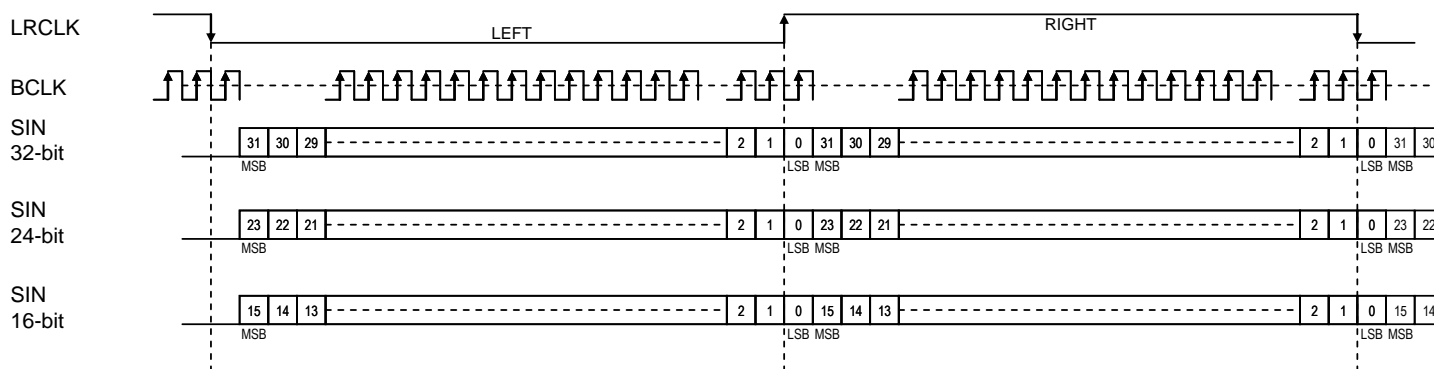 LRCLK
LEFT
RIGHT
BCLK
SIN
32-bit
31 30 29 2 1 0 31 30 29 2 1 0 31 30
MSB LSB MSB LSB MSB
SIN
24-bit
23 22 21 2 1 0 23 22 21 2 1 0 23 22
MSB LSB MSB LSB MSB
SIN
16-bit
15 14 13 2 1 0 15 14 13 2 1 0 15 14
MSB LSB MSB LSB MSB